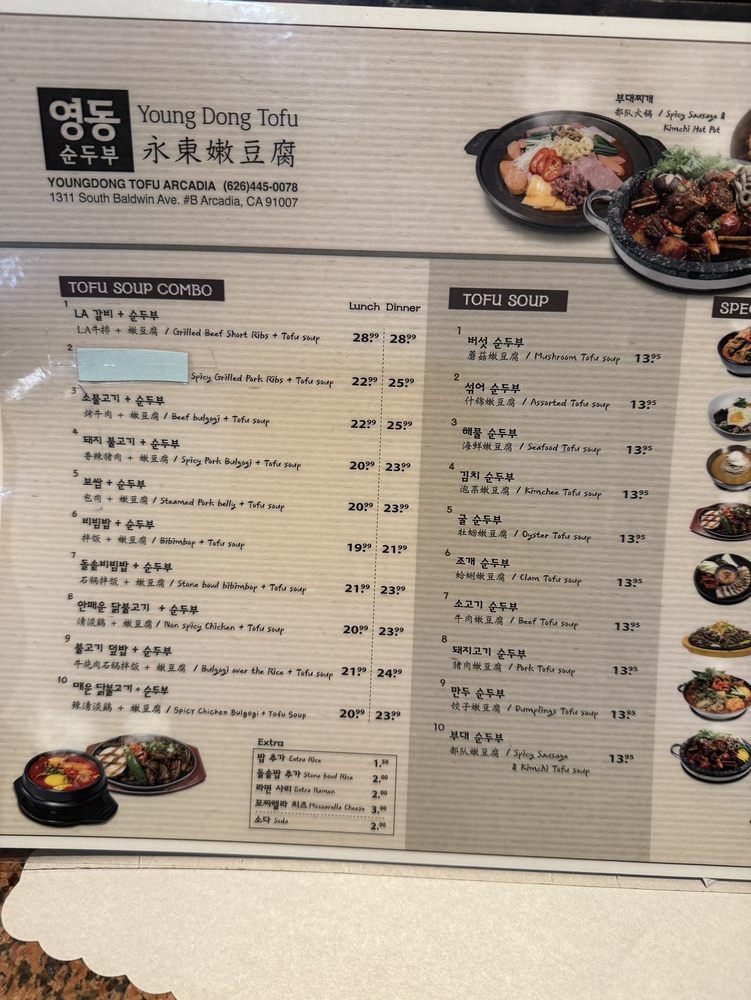 영동
순두부
Young Dong Tofu
永東嫩豆腐
YOUNGDONG TOFU ARCADIA (626)445-0078
1311 South Baldwin Ave. #B Arcadia, CA 91007
부대찌개
部队火锅 / Spicy Sausage &
Kimchi Hot Pot
TOFU SOUP COMBO
Lunch Dinner
1 LA 갈비 + 순두부
LA牛排 + 嫩豆腐 / Grilled Beef Short Ribs + Tofu soup 28.99 28.99
2
Spicy Grilled Pork Ribs + Tofu soup 22.99 25.99
3 소불고기 + 순두부
烤牛肉 + 嫩豆腐 / Beef bulgogi + Tofu soup 22.99 25.99
4 돼지 불고기 + 순두부
香辣猪肉 + 嫩豆腐 / Spicy Pork Bulgogi + Tofu soup 20.99 23.99
5 보쌈 + 순두부
包肉 + 嫩豆腐 / Steamed Pork belly + Tofu soup 20.99 23.99
6 비빔밥 + 순두부
拌饭 + 嫩豆腐 / Bibimbop + Tofu soup 19.99 21.99
7 돌솥비빔밥 + 순두부
石锅拌饭 + 嫩豆腐 / Stone bowl bibimbop + Tofu soup 21.99 23.99
8 안매운 닭불고기 + 순두부
清淡鷄 + 嫩豆腐 / Non spicy Chicken + Tofu soup 20.99 23.99
9 불고기 덮밥 + 순두부
牛烧肉石锅拌饭 + 嫩豆腐 / Bulgogi over the Rice + Tofu soup 21.99 24.99
10 매운 닭불고기 + 순두부
辣清淡鷄 + 嫩豆腐 / Spicy Chicken Bulgogi + Tofu Soup 20.99 23.99
Extra
밥 추가 Extra Rice 1.50
돌솥밥 추가 Stone bowl Rice 2.00
라면 사리 Extra Raman 2.00
모짜렐라 치즈 Mozzarella Cheese 3.00
소다 Soda 2.00
TOFU SOUP
1 버섯 순두부
蘑菇嫩豆腐 / Mushroom Tofu soup 13.95
2 섞어 순두부
什锦嫩豆腐 / Assorted Tofu soup 13.95
3 해물 순두부
海鲜嫩豆腐 / Seafood Tofu soup 13.95
4 김치 순두부
泡菜嫩豆腐 / Kimchee Tofu soup 13.95
5 굴 순두부
牡蛎嫩豆腐 / Oyster Tofu soup 13.95
6 조개 순두부
蛤蜊嫩豆腐 / Clam Tofu soup 13.95
7 소고기 순두부
牛肉嫩豆腐 / Beef Tofu soup 13.95
8 돼지고기 순두부
猪肉嫩豆腐 / Pork Tofu soup 13.95
9 만두 순두부
饺子嫩豆腐 / Dumplings Tofu soup 13.95
10 부대 순두부
部队嫩豆腐 / Spicy Sausage 13.95
& Kimchi Tofu soup
SPEC